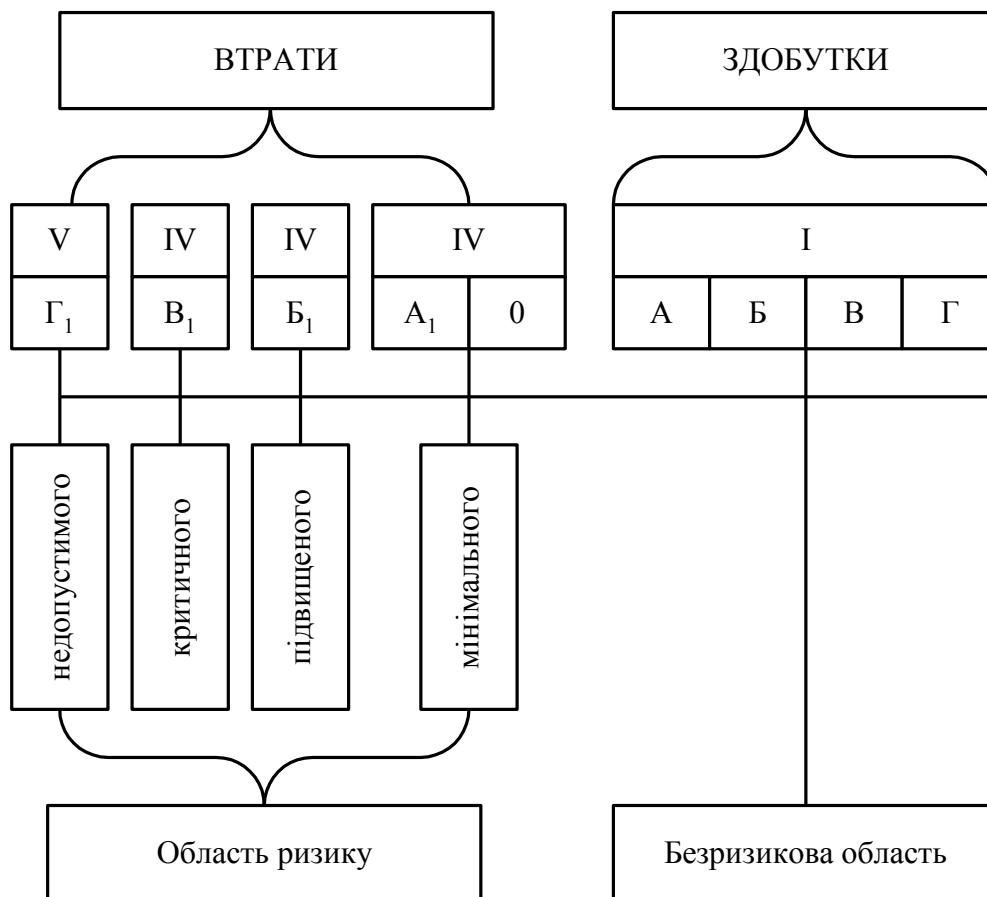 ВТРАТИ
ЗДОБУТКИ
V
IV
IV
IV
I
Г₁
В₁
Б₁
А₁
0
А
Б
В
Г
недопустимого
критичного
підвищеного
мінімального
Область ризику
Безризикова область